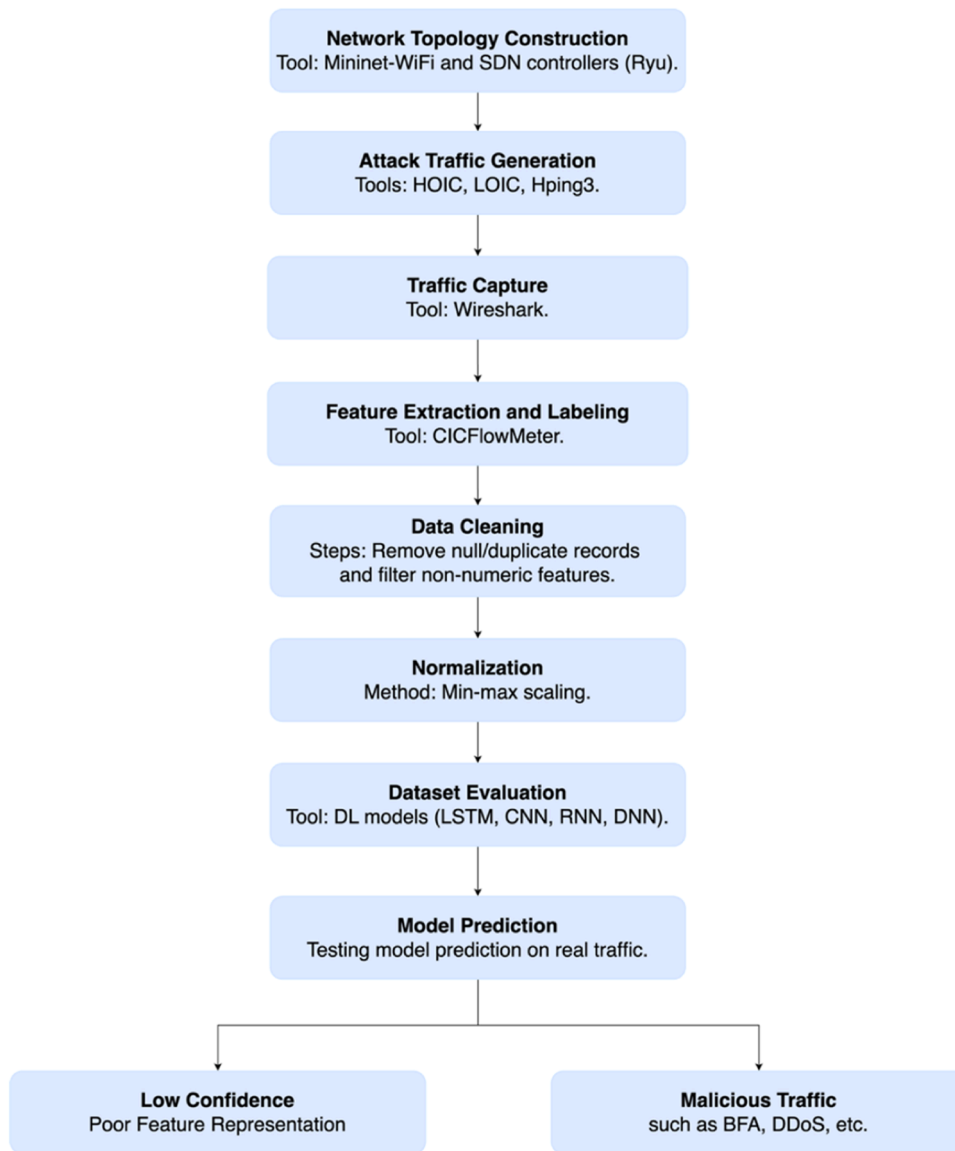 Network Topology Construction
Tool: Mininet-WiFi and SDN controllers (Ryu).
Attack Traffic Generation
Tools: HOIC, LOIC, Hping3.
Traffic Capture
Tool: Wireshark.
Feature Extraction and Labeling
Tool: CICFlowMeter.
Data Cleaning
Steps: Remove null/duplicate records
and filter non-numeric features.
Normalization
Method: Min-max scaling.
Dataset Evaluation
Tool: DL models (LSTM, CNN, RNN, DNN).
Model Prediction
Testing model prediction on real traffic.
Low Confidence
Poor Feature Representation
Malicious Traffic
such as BFA, DDoS, etc.